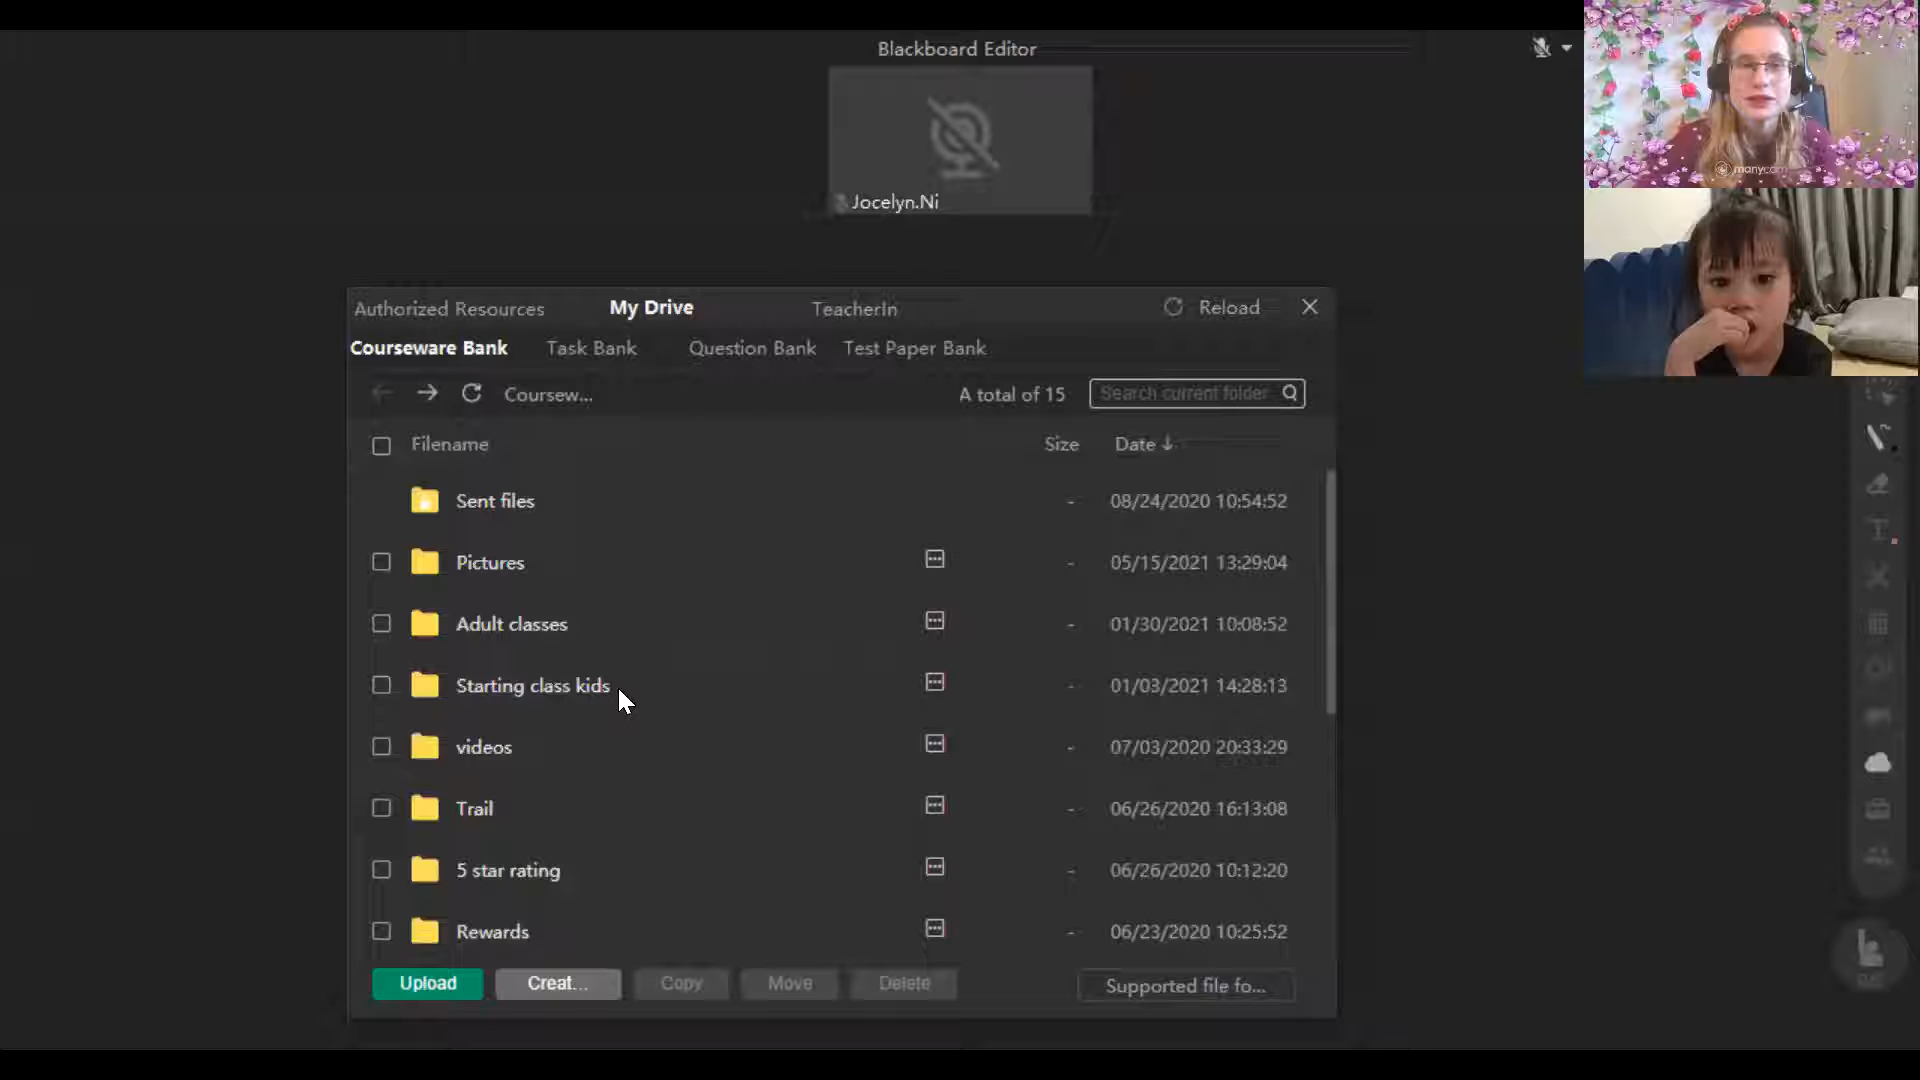 Blackboard Editor
manycam
Jocelyn.Ni
Authorized Resources My Drive TeacherIn Reload
Courseware Bank Task Bank Question Bank Test Paper Bank
Coursew... A total of 15 Search current folder
Filename Size Date
Sent files - 08/24/2020 10:54:52
Pictures - 05/15/2021 13:29:04
Adult classes - 01/30/2021 10:08:52
Starting class kids - 01/03/2021 14:28:13
videos - 07/03/2020 20:33:29
Trail - 06/26/2020 16:13:08
5 star rating - 06/26/2020 10:12:20
Rewards - 06/23/2020 10:25:52
Upload Creat... Copy Move Delete Supported file fo...